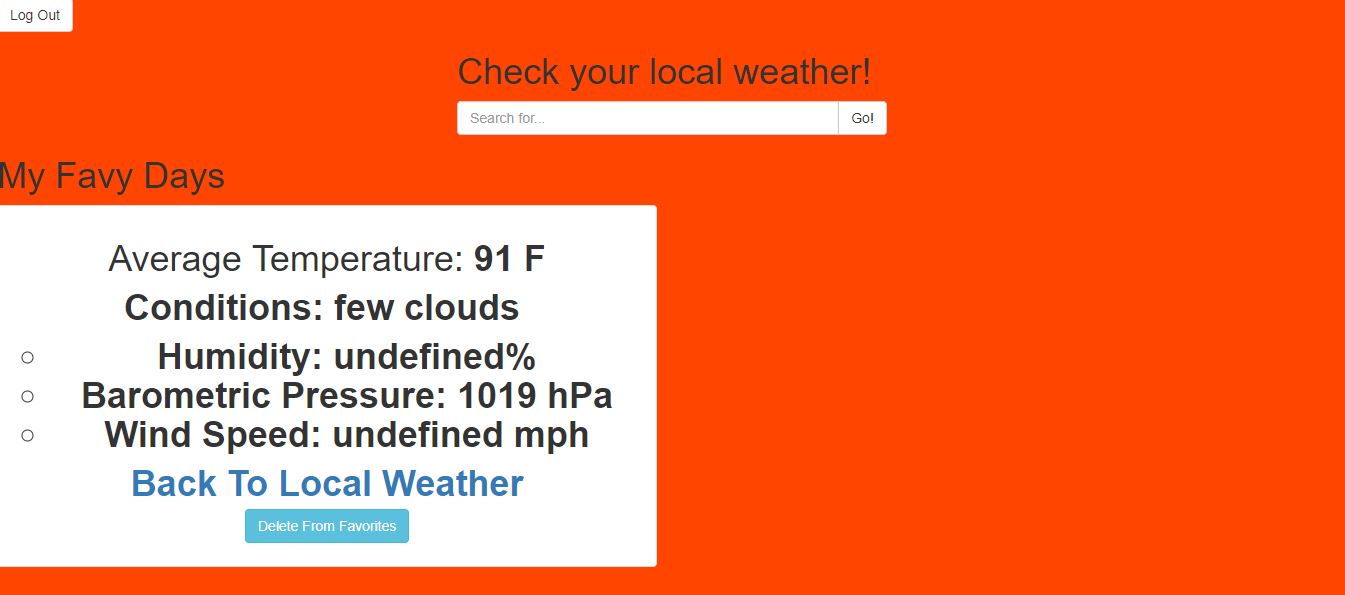 Log Out
Check your local weather!
Search for...
Go!
My Favy Days
Average Temperature: 91 F
Conditions: few clouds
Humidity: undefined%
Barometric Pressure: 1019 hPa
Wind Speed: undefined mph
Back To Local Weather
Delete From Favorites